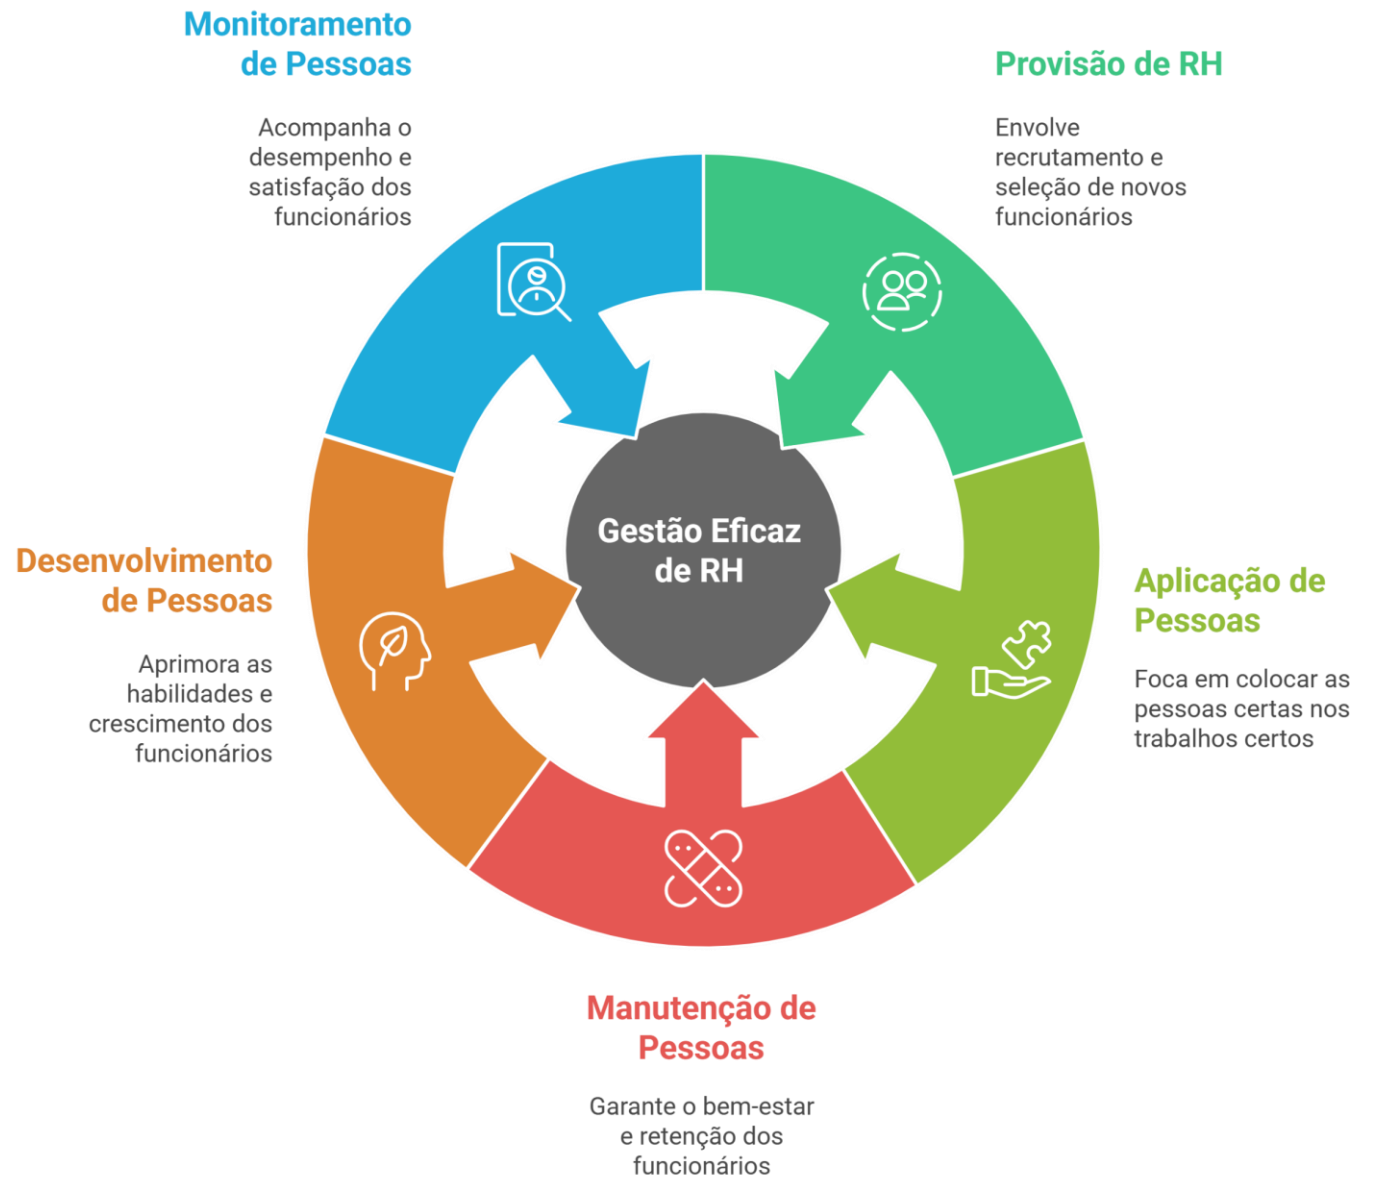 Monitoramento
de Pessoas
Acompanha o
desempenho e
satisfação dos
funcionários
Provisão de RH
Envolve
recrutamento e
seleção de novos
funcionários
Gestão Eficaz
de RH
Desenvolvimento
de Pessoas
Aprimora as
habilidades e
crescimento dos
funcionários
Aplicação de
Pessoas
Foca em colocar as
pessoas certas nos
trabalhos certos
Manutenção de
Pessoas
Garante o bem-estar
e retenção dos
funcionários